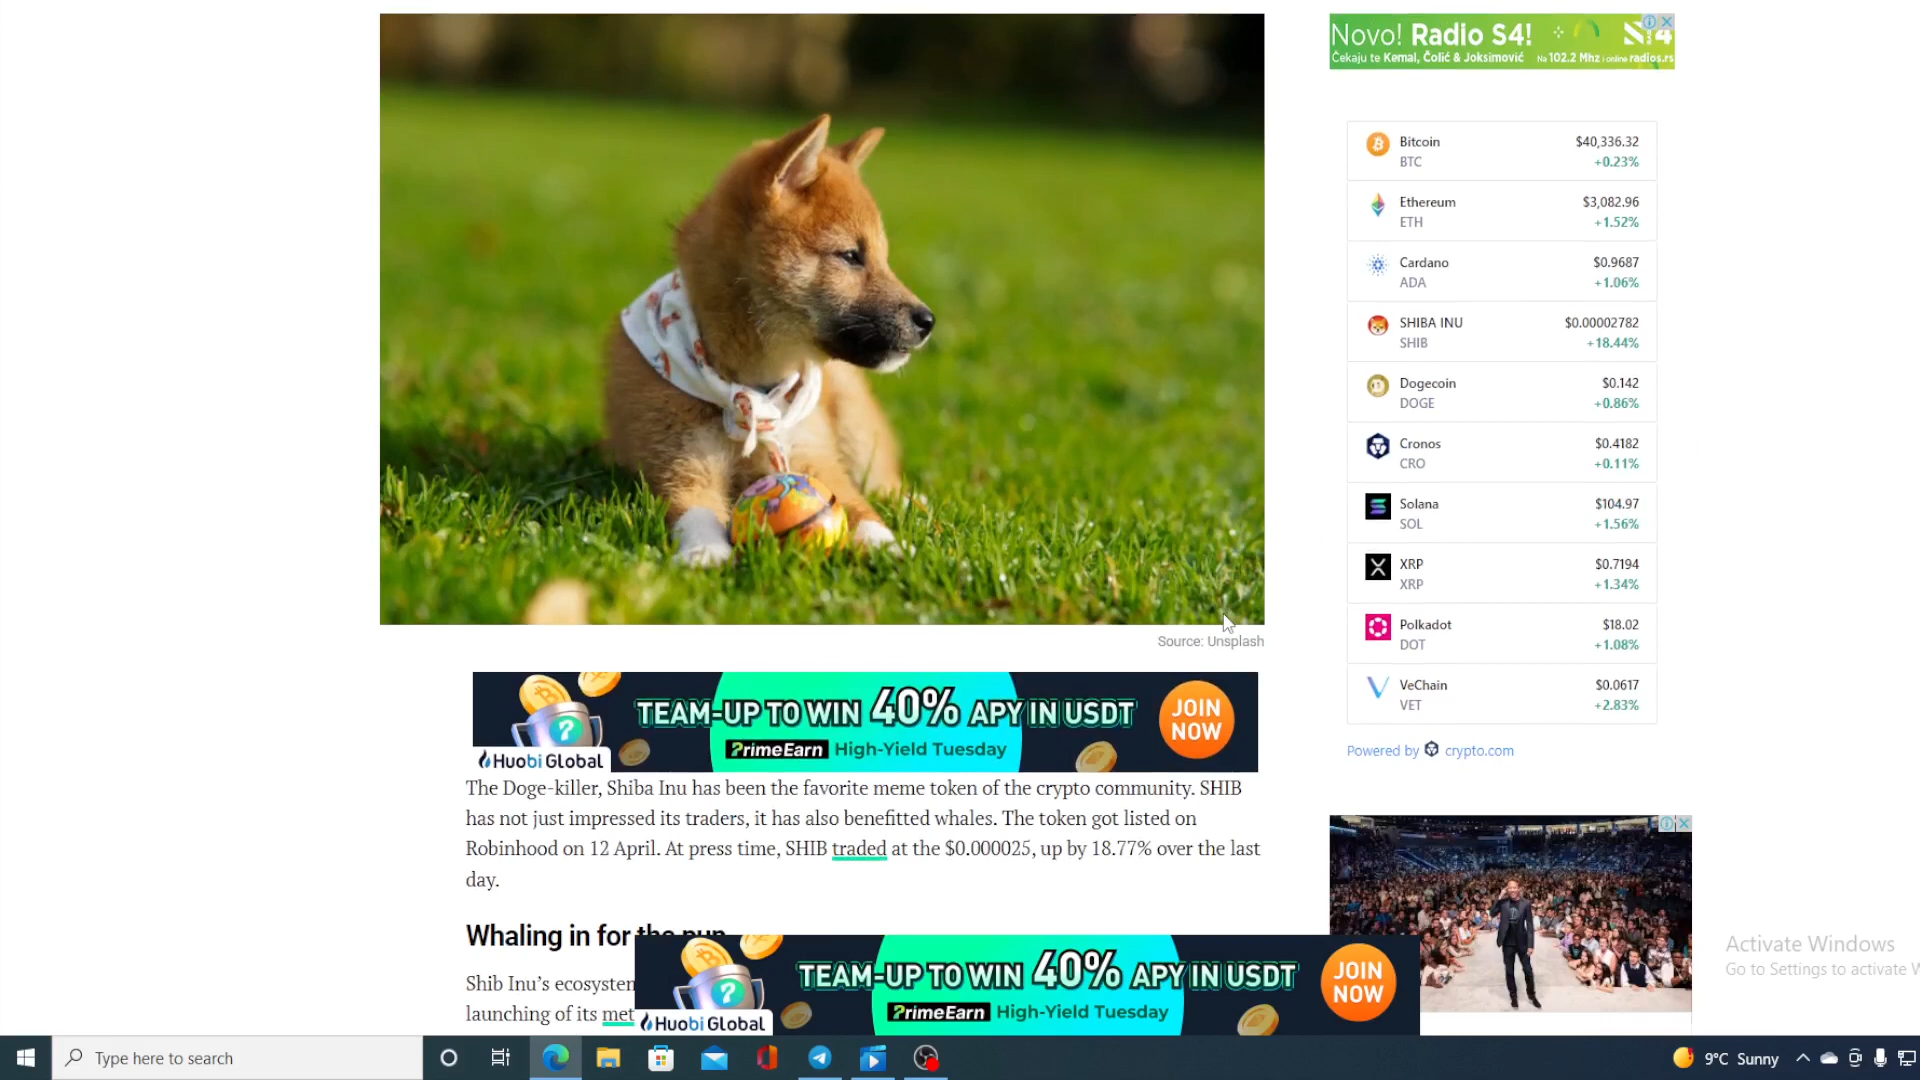 Novo! Radio S4!
Čekaju te Kemal, Čolić & Joksimović
Na 102.2 Mhz i online radios.rs
S4
Bitcoin $40,336.32
BTC +0.23%
Ethereum $3,082.96
ETH +1.52%
Cardano $0.9687
ADA +1.06%
SHIBA INU $0.00002782
SHIB +18.44%
Dogecoin $0.142
DOGE +0.86%
Cronos $0.4182
CRO +0.11%
Solana $104.97
SOL +1.56%
XRP $0.7194
XRP +1.34%
Polkadot $18.02
DOT +1.08%
VeChain $0.0617
VET +2.83%
Powered by crypto.com
Source: Unsplash
TEAM-UP TO WIN 40% APY IN USDT
PrimeEarn High-Yield Tuesday
JOIN
NOW
Huobi Global
The Doge-killer, Shiba Inu has been the favorite meme token of the crypto community. SHIB
has not just impressed its traders, it has also benefitted whales. The token got listed on
Robinhood on 12 April. At press time, SHIB traded at the $0.000025, up by 18.77% over the last
day.
Whaling in for the pup
Shib Inu's ecosystem
launching of its met
TEAM-UP TO WIN 40% APY IN USDT
PrimeEarn High-Yield Tuesday
JOIN
NOW
Huobi Global
Activate Windows
Go to Settings to activate W
Type here to search
9°C Sunny